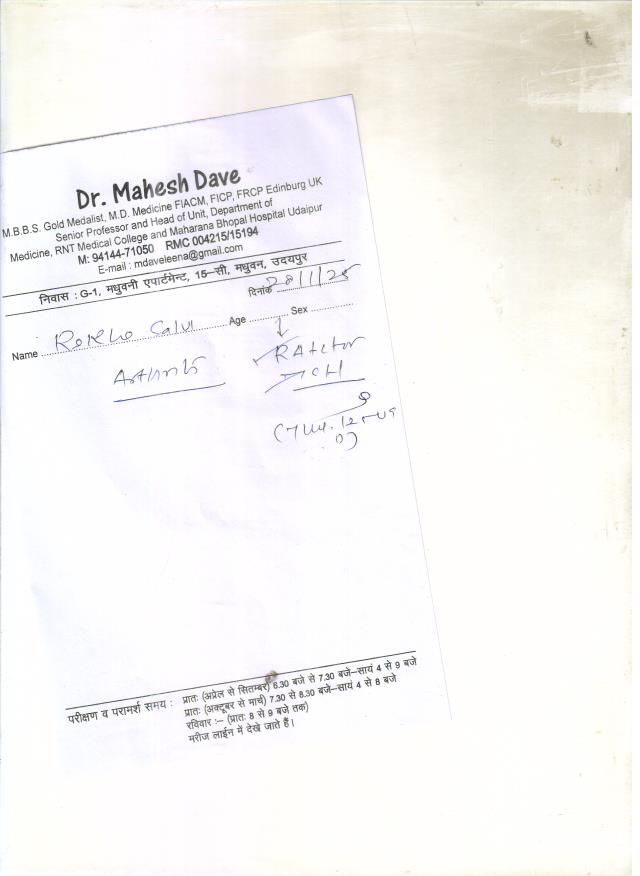 Dr. Mahesh Dave
M.B.B.S. Gold Medalist, M.D. Medicine FIACM, FICP, FRCP Edinburg UK
Senior Professor and Head of Unit, Department of
Medicine, RNT Medical College and Maharana Bhopal Hospital Udaipur
M: 94144-71050 RMC 004215/15194
E-mail : mdaveleena@gmail.com
निवास : G-1, मधुवनी एपार्टमेन्ट, 15–सी, मधुवन, उदयपुर
दिनांक 28/1/25
Name Age Sex
RA factor
परीक्षण व परामर्श समय : प्रातः (अप्रेल से सितम्बर) 6.30 बजे से 7.30 बजे–सायं 4 से 9 बजे
प्रातः (अक्टूबर से मार्च) 7.30 से 8.30 बजे–सायं 4 से 8 बजे
रविवार :– (प्रातः 8 से 9 बजे तक)
मरीज लाईन में देखे जाते हैं।